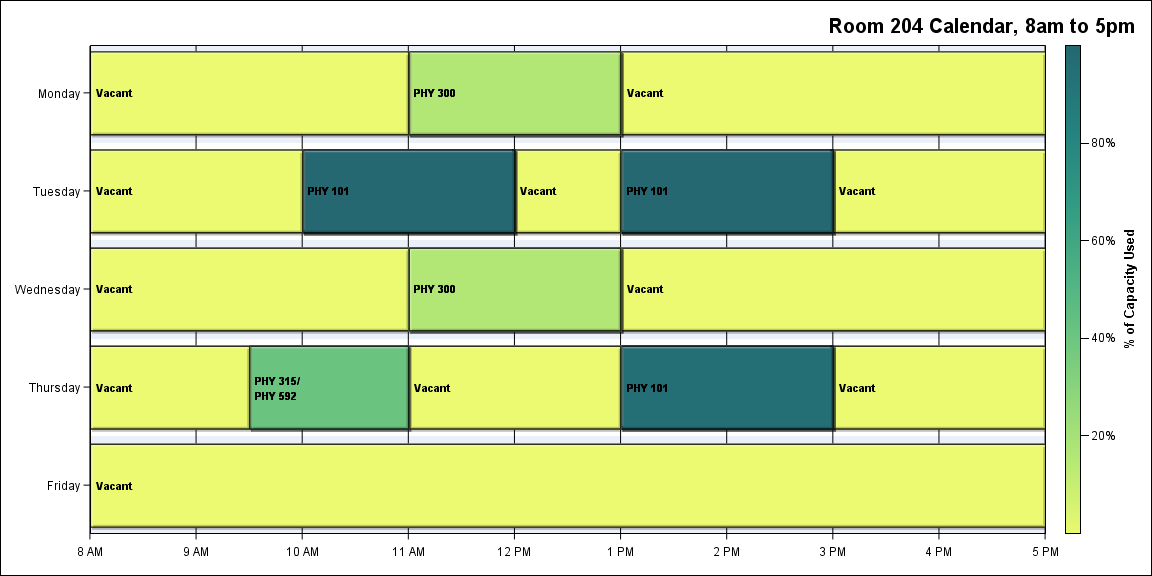 Room 204 Calendar, 8am to 5pm
Monday
Vacant
PHY 300
Vacant
Tuesday
Vacant
PHY 101
Vacant
PHY 101
Vacant
Wednesday
Vacant
PHY 300
Vacant
Thursday
Vacant
PHY 315/
PHY 592
Vacant
PHY 101
Vacant
Friday
Vacant
8 AM
9 AM
10 AM
11 AM
12 PM
1 PM
2 PM
3 PM
4 PM
5 PM
80%
60%
40%
20%
% of Capacity Used